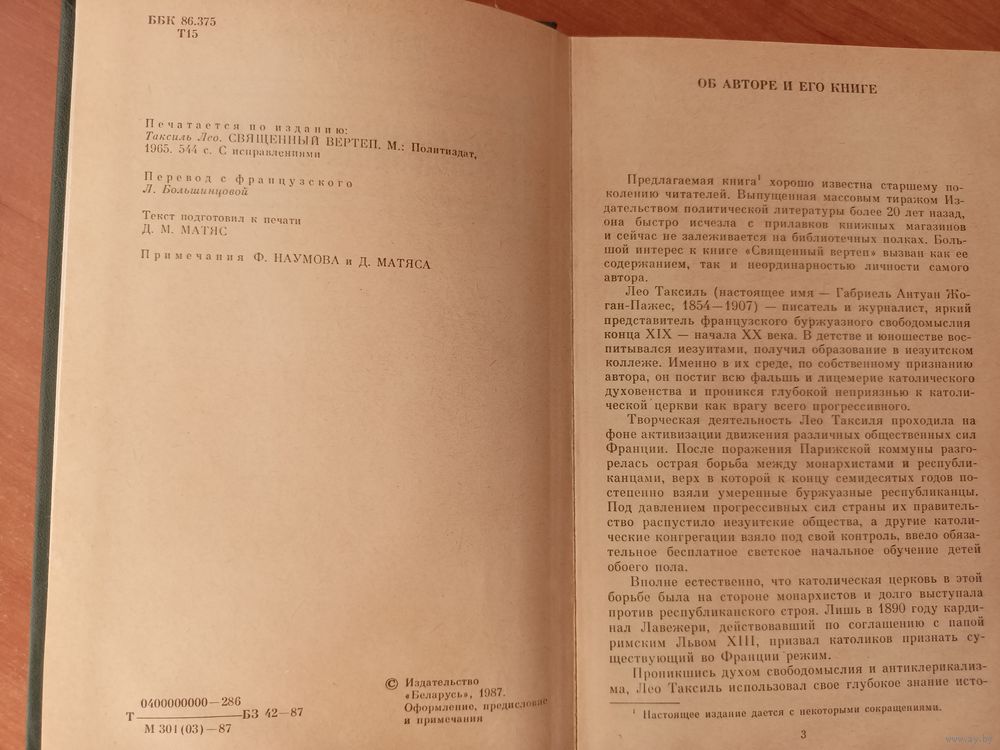 ББК 86.375
Т15
Печатается по изданию:
Таксиль Лео. СВЯЩЕННЫЙ ВЕРТЕП. М.: Политиздат,
1965. 544 с. С исправлениями
Перевод с французского
Л. Большинцовой
Текст подготовил к печати
Д. М. МАТЯС
Примечания Ф. НАУМОВА и Д. МАТЯСА
0400000000—286
Т БЗ 42—87
М 301(03)—87
© Издательство
«Беларусь», 1987.
Оформление, предисловие
и примечания
ОБ АВТОРЕ И ЕГО КНИГЕ
Предлагаемая книга¹ хорошо известна старшему по-
колению читателей. Выпущенная массовым тиражом Из-
дательством политической литературы более 20 лет назад,
она быстро исчезла с прилавков книжных магазинов
и сейчас не залеживается на библиотечных полках. Боль-
шой интерес к книге «Священный вертеп» вызван как ее
содержанием, так и неординарностью личности самого
автора.
Лео Таксиль (настоящее имя — Габриель Антуан Жо-
ган-Пажес, 1854—1907) — писатель и журналист, яркий
представитель французского буржуазного свободомыслия
конца XIX — начала XX века. В детстве и юношестве вос-
питывался иезуитами, получил образование в иезуитском
коллеже. Именно в их среде, по собственному признанию
автора, он постиг всю фальшь и лицемерие католического
духовенства и проникся глубокой неприязнью к католи-
ческой церкви как врагу всего прогрессивного.
Творческая деятельность Лео Таксиля проходила на
фоне активизации движения различных общественных сил
Франции. После поражения Парижской коммуны разго-
релась острая борьба между монархистами и республи-
канцами, верх в которой к концу семидесятых годов по-
степенно взяли умеренные буржуазные республиканцы.
Под давлением прогрессивных сил страны их правитель-
ство распустило иезуитские общества, а другие католи-
ческие конгрегации взяло под свой контроль, ввело обяза-
тельное бесплатное светское начальное обучение детей
обоего пола.
Вполне естественно, что католическая церковь в этой
борьбе была на стороне монархистов и долго выступала
против республиканского строя. Лишь в 1890 году карди-
нал Лавежери, действовавший по соглашению с папой
римским Львом XIII, призвал католиков признать су-
ществующий во Франции режим.
Проникшись духом свободомыслия и антиклерикализ-
ма, Лео Таксиль использовал свое глубокое знание исто-
¹ Настоящее издание дается с некоторыми сокращениями.
3
www.ay.by